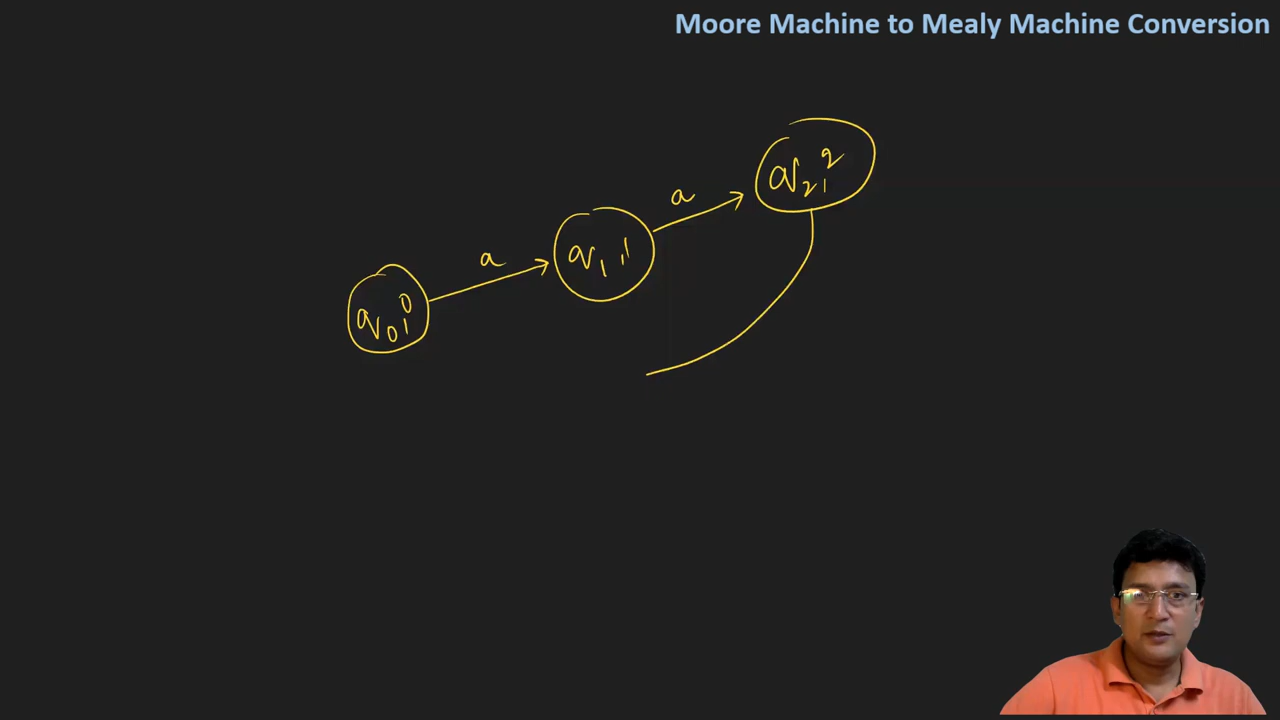 Moore Machine to Mealy Machine Conversion
q2, 2
a
q1, 1
a
q0, 0